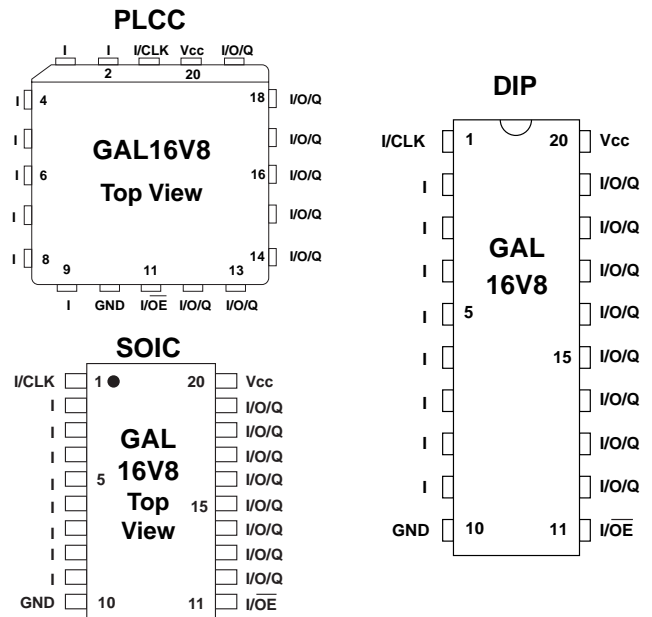 PLCC
I I I/CLK Vcc I/O/Q
2 20
I 4 18 I/O/Q
I I/O/Q
I 6 16 I/O/Q
I I/O/Q
I 8 14 I/O/Q
GAL16V8
Top View
9 11 13
I GND I/OE I/O/Q I/O/Q
SOIC
I/CLK 1 20 Vcc
I I/O/Q
I I/O/Q
I I/O/Q
I 5 I/O/Q
I 15 I/O/Q
I I/O/Q
I I/O/Q
I I/O/Q
GND 10 11 I/OE
GAL
16V8
Top
View
DIP
I/CLK 1 20 Vcc
I I/O/Q
I I/O/Q
I I/O/Q
I 5 I/O/Q
I 15 I/O/Q
I I/O/Q
I I/O/Q
I I/O/Q
GND 10 11 I/OE
GAL
16V8